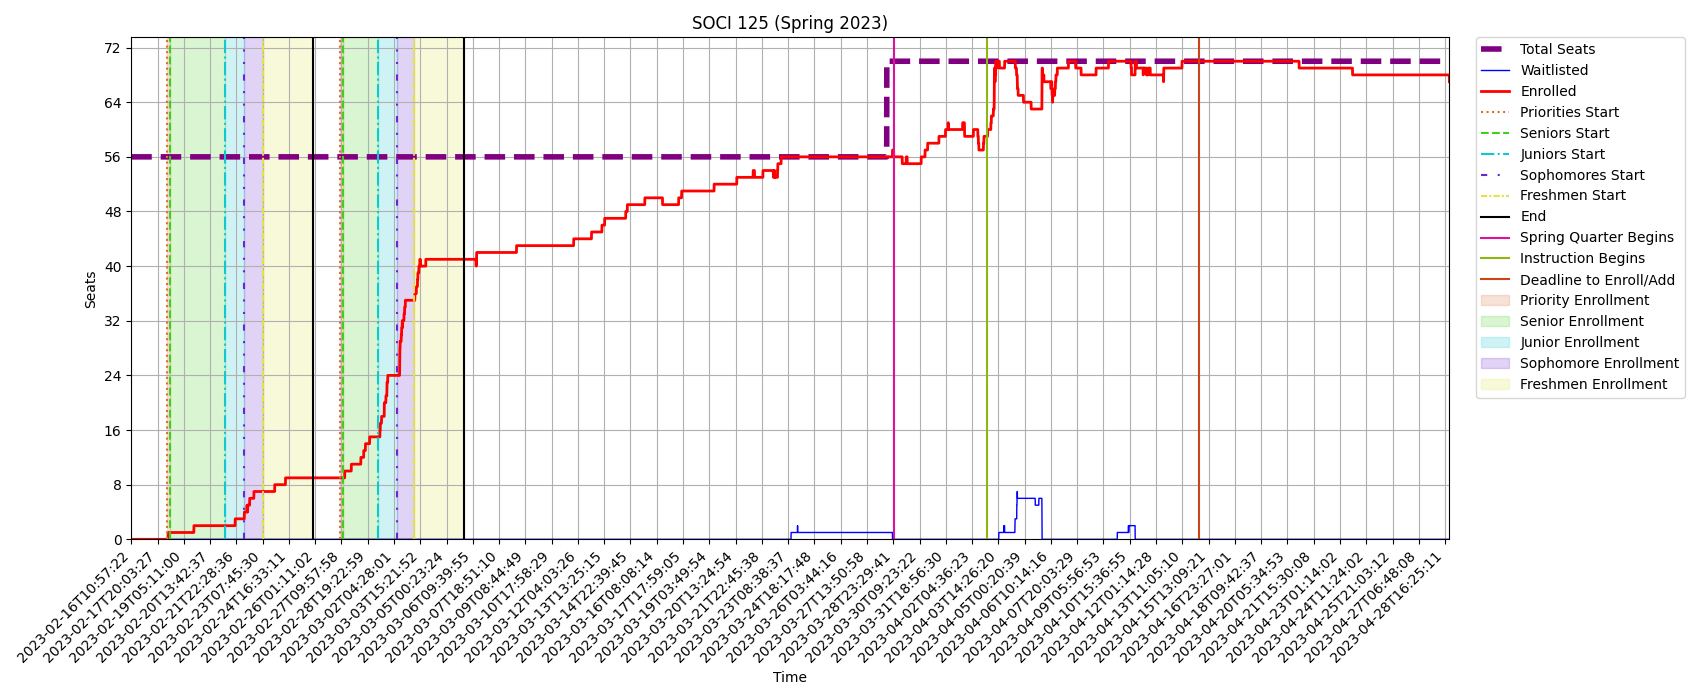 SOCI 125 (Spring 2023)
Seats
72
64
56
48
40
32
24
16
8
0
2023-02-16T10:57:22
2023-02-17T20:03:27
2023-02-19T05:11:00
2023-02-20T13:42:37
2023-02-21T22:28:36
2023-02-23T07:45:30
2023-02-24T16:33:11
2023-02-26T01:11:02
2023-02-27T09:57:58
2023-02-28T19:22:59
2023-03-02T04:28:01
2023-03-03T15:21:52
2023-03-05T00:23:24
2023-03-06T09:39:55
2023-03-07T18:51:10
2023-03-09T08:44:49
2023-03-10T17:58:29
2023-03-12T04:03:26
2023-03-13T13:25:15
2023-03-14T22:39:45
2023-03-16T08:08:14
2023-03-17T17:59:05
2023-03-19T03:49:54
2023-03-20T13:24:54
2023-03-21T22:45:38
2023-03-23T08:38:37
2023-03-24T18:17:48
2023-03-26T03:44:16
2023-03-27T13:50:58
2023-03-28T23:29:41
2023-03-30T09:23:22
2023-03-31T18:56:30
2023-04-02T04:36:23
2023-04-03T14:26:20
2023-04-05T00:20:39
2023-04-06T10:14:16
2023-04-07T20:03:29
2023-04-09T05:56:53
2023-04-10T15:36:55
2023-04-12T01:14:28
2023-04-13T11:05:10
2023-04-15T13:09:21
2023-04-16T23:27:01
2023-04-18T09:42:37
2023-04-20T05:34:53
2023-04-21T15:30:08
2023-04-23T01:14:02
2023-04-24T11:24:02
2023-04-25T21:03:12
2023-04-27T06:48:08
2023-04-28T16:25:11
Time
Total Seats
Waitlisted
Enrolled
Priorities Start
Seniors Start
Juniors Start
Sophomores Start
Freshmen Start
End
Spring Quarter Begins
Instruction Begins
Deadline to Enroll/Add
Priority Enrollment
Senior Enrollment
Junior Enrollment
Sophomore Enrollment
Freshmen Enrollment